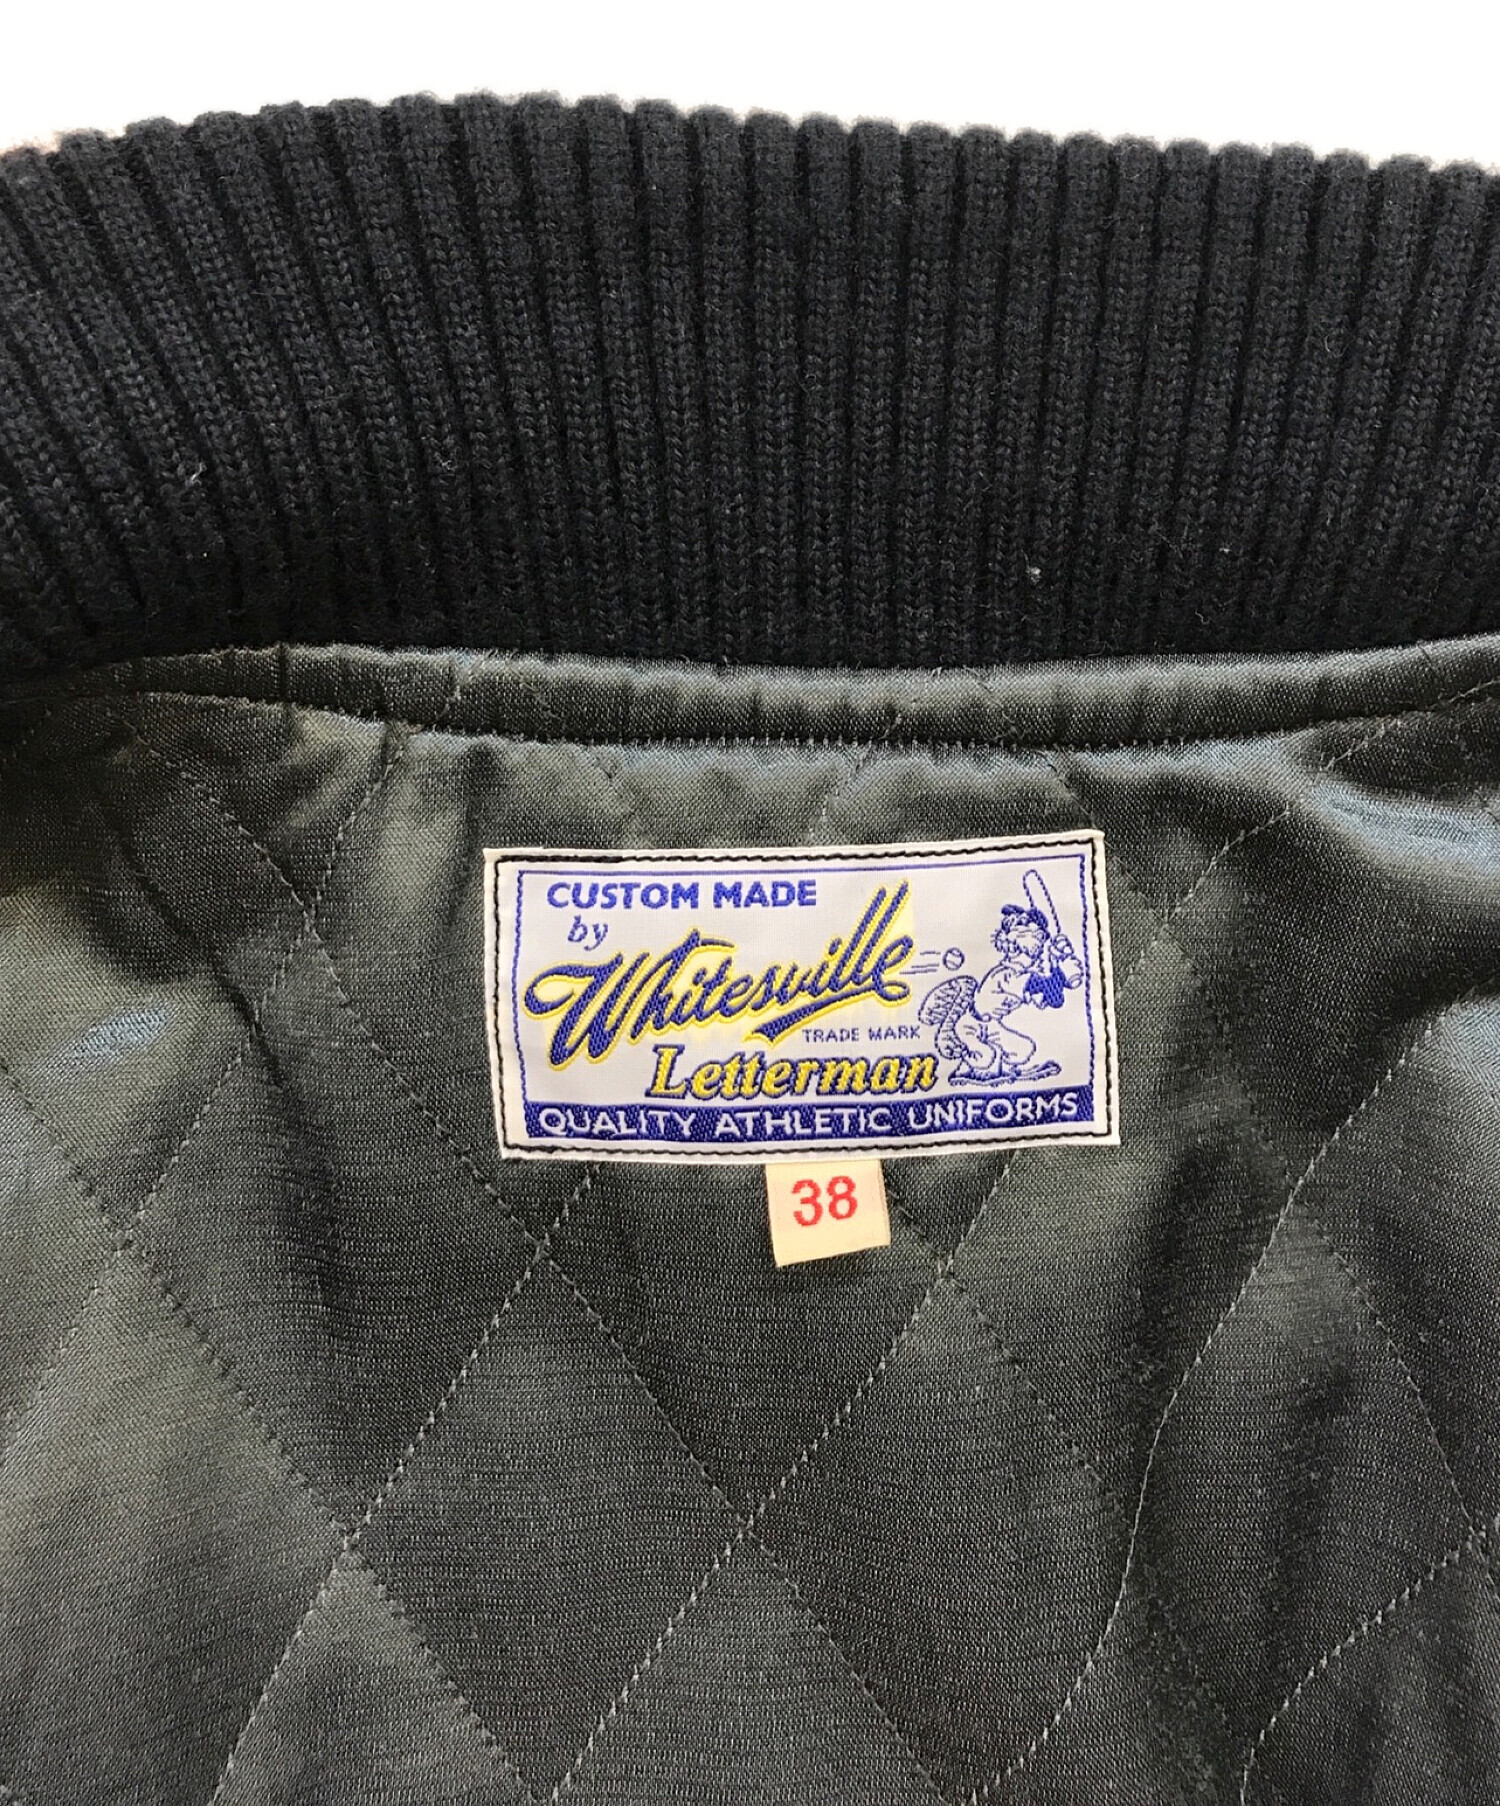 CUSTOM MADE
by
Whitesville
TRADE MARK
Letterman
QUALITY ATHLETIC UNIFORMS
38